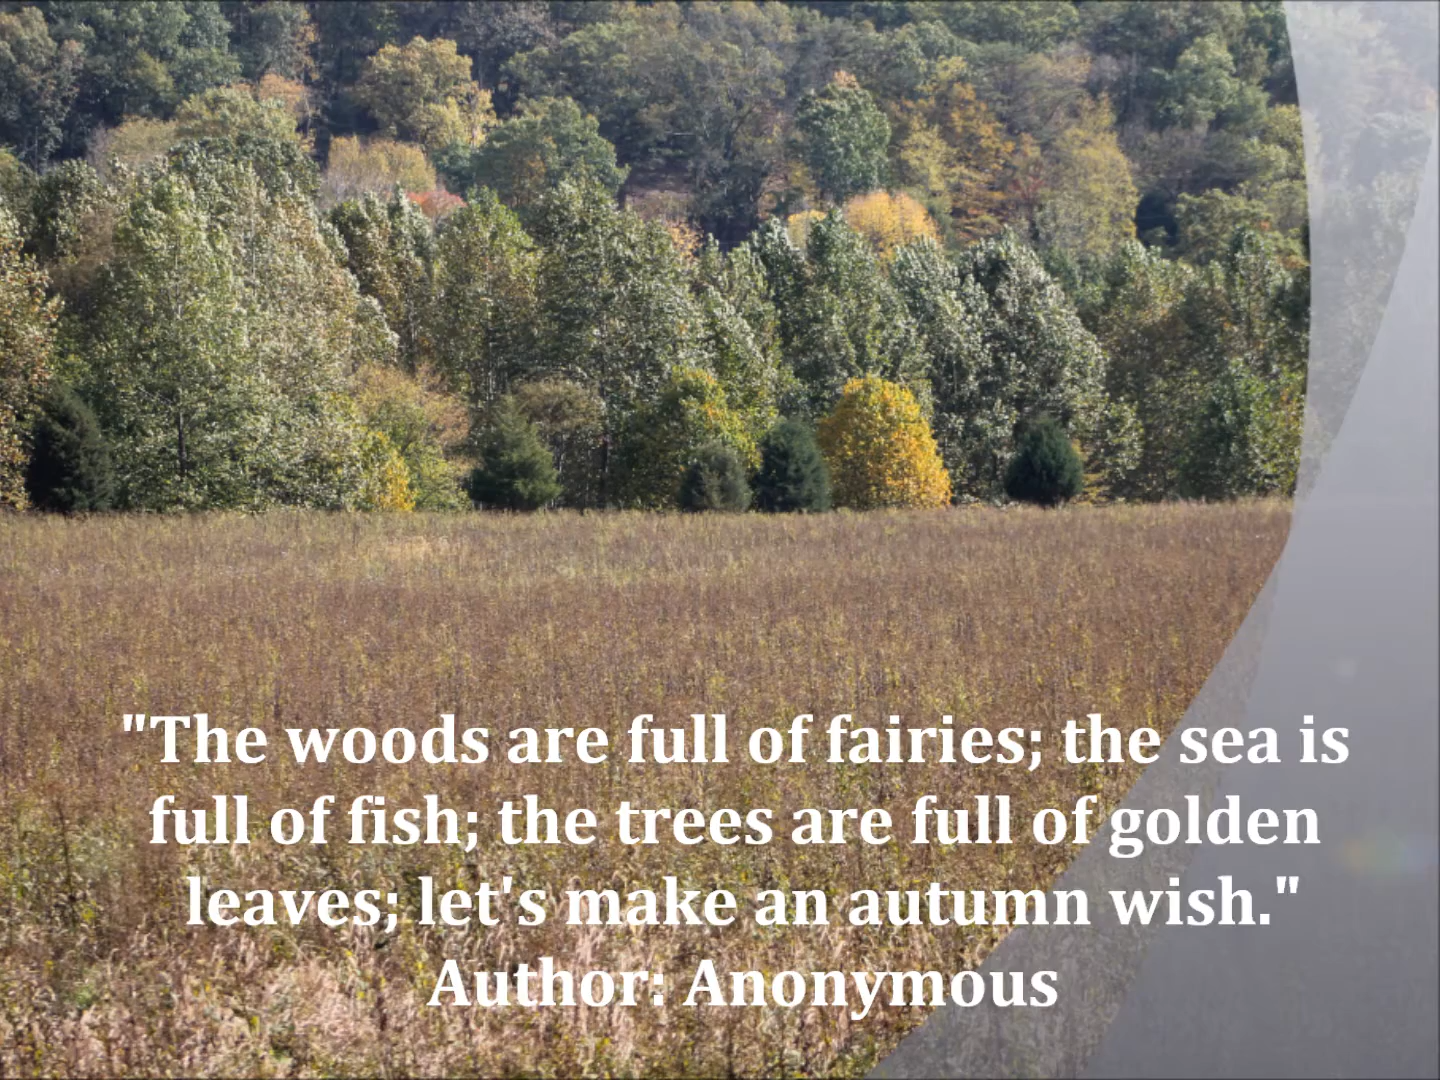 "The woods are full of fairies; the sea is
full of fish; the trees are full of golden
leaves; let's make an autumn wish."
Author: Anonymous